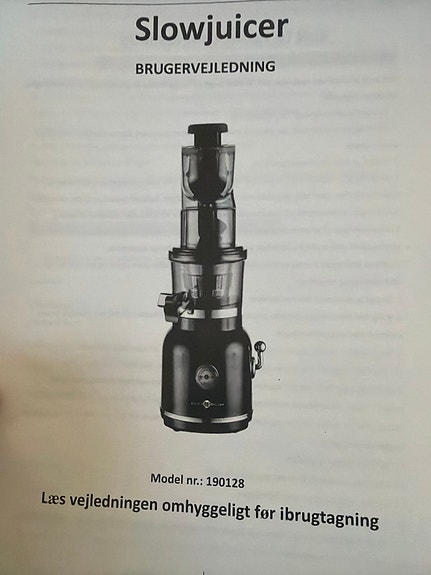 Slowjuicer
BRUGERVEJLEDNING
Model nr.: 190128
Læs vejledningen omhyggeligt før ibrugtagning